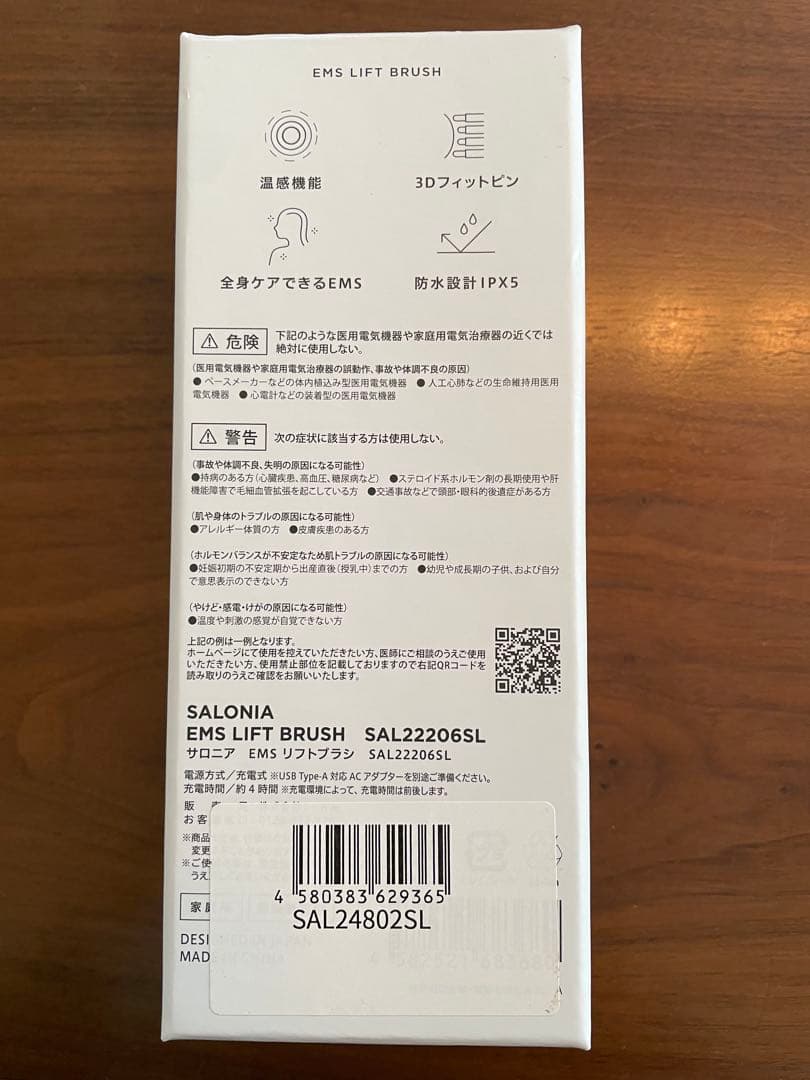 EMS LIFT BRUSH
温感機能
3Dフィットピン
全身ケアできるEMS
防水設計IPX5
危険 下記のような医用電気機器や家庭用電気治療器の近くでは
絶対に使用しない。
(医用電気機器や家庭用電気治療器の誤動作、事故や体調不良の原因)
● ペースメーカーなどの体内植込み型医用電気機器 ● 人工心肺などの生命維持用医用
電気機器 ● 心電計などの装着型の医用電気機器
警告 次の症状に該当する方は使用しない。
(事故や体調不良、失明の原因になる可能性)
●持病のある方(心臓疾患、高血圧、糖尿病など) ●ステロイド系ホルモン剤の長期使用や肝
機能障害で毛細血管拡張を起こしている方 ●交通事故などで頭部・眼科的後遺症がある方
(肌や身体のトラブルの原因になる可能性)
●アレルギー体質の方 ●皮膚疾患のある方
(ホルモンバランスが不安定なため肌トラブルの原因になる可能性)
●妊娠初期の不安定期から出産直後(授乳中)までの方 ●幼児や成長期の子供、および自分
で意思表示のできない方
(やけど・感電・けがの原因になる可能性)
●温度や刺激の感覚が自覚できない方
上記の例は一例となります。
ホームページにて使用を控えていただきたい方、医師にご相談のうえご使用
いただきたい方、使用禁止部位を記載しておりますので右記QRコードを
読み取りのうえご確認をお願いいたします。
SALONIA
EMS LIFT BRUSH SAL22206SL
サロニア EMS リフトブラシ SAL22206SL
電源方式/充電式 ※USB Type-A 対応 AC アダプターを別途ご準備ください。
充電時間/約 4 時間 ※充電環境によって、充電時間は前後します。
販
お客
※商品
変更
※ご使
うえ
家庭
DESIGNED IN JAPAN
MADE IN CHINA
4 580383 629365
SAL24802SL